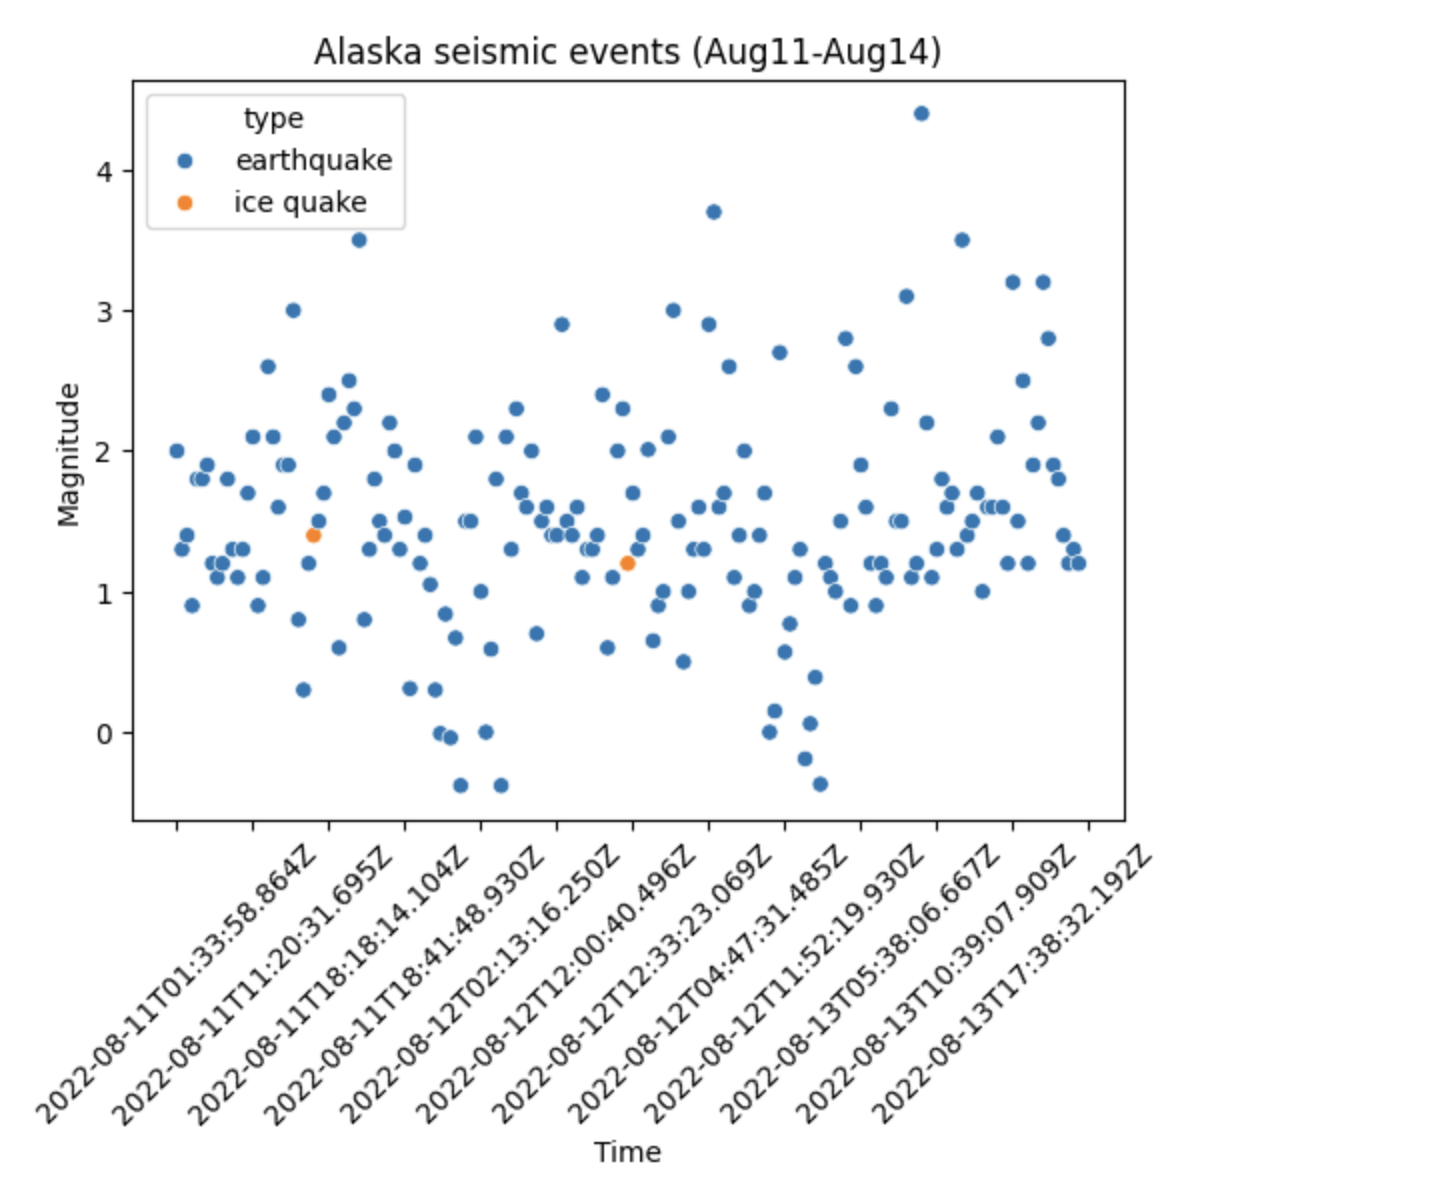 Alaska seismic events (Aug11-Aug14)
type
earthquake
ice quake
4
3
2
1
0
Magnitude
2022-08-11T01:33:58.864Z
2022-08-11T11:20:31.695Z
2022-08-11T18:18:14.104Z
2022-08-11T18:41:48.930Z
2022-08-12T02:13:16.250Z
2022-08-12T12:00:40.496Z
2022-08-12T12:33:23.069Z
2022-08-12T04:47:31.485Z
2022-08-12T11:52:19.930Z
2022-08-13T05:38:06.667Z
2022-08-13T10:39:07.909Z
2022-08-13T17:38:32.192Z
Time